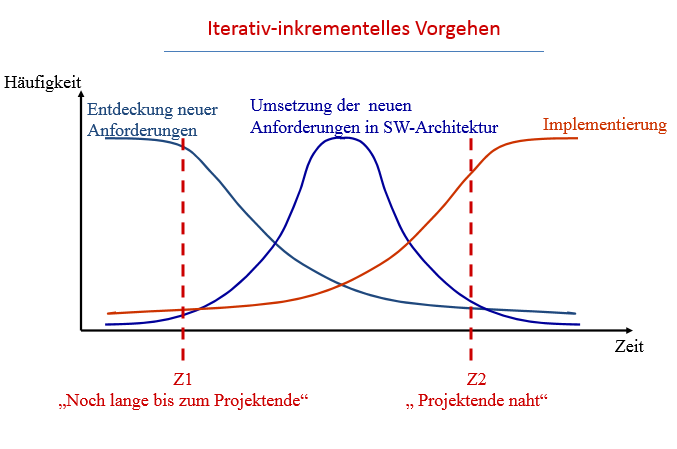 Iterativ-inkrementelles Vorgehen
Häufigkeit
Entdeckung neuer
Anforderungen
Umsetzung der neuen
Anforderungen in SW-Architektur
Implementierung
Zeit
Z1
„Noch lange bis zum Projektende“
Z2
„ Projektende naht“